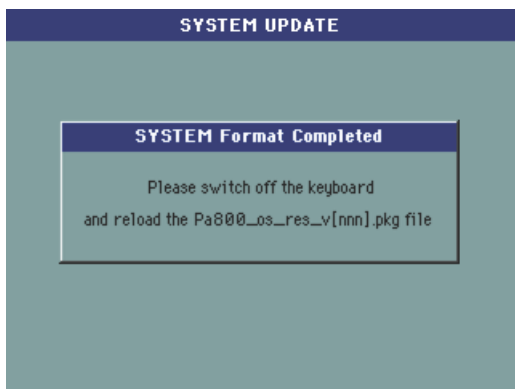 SYSTEM UPDATE
SYSTEM Format Completed
Please switch off the keyboard
and reload the Pa800_os_res_v[nnn].pkg file